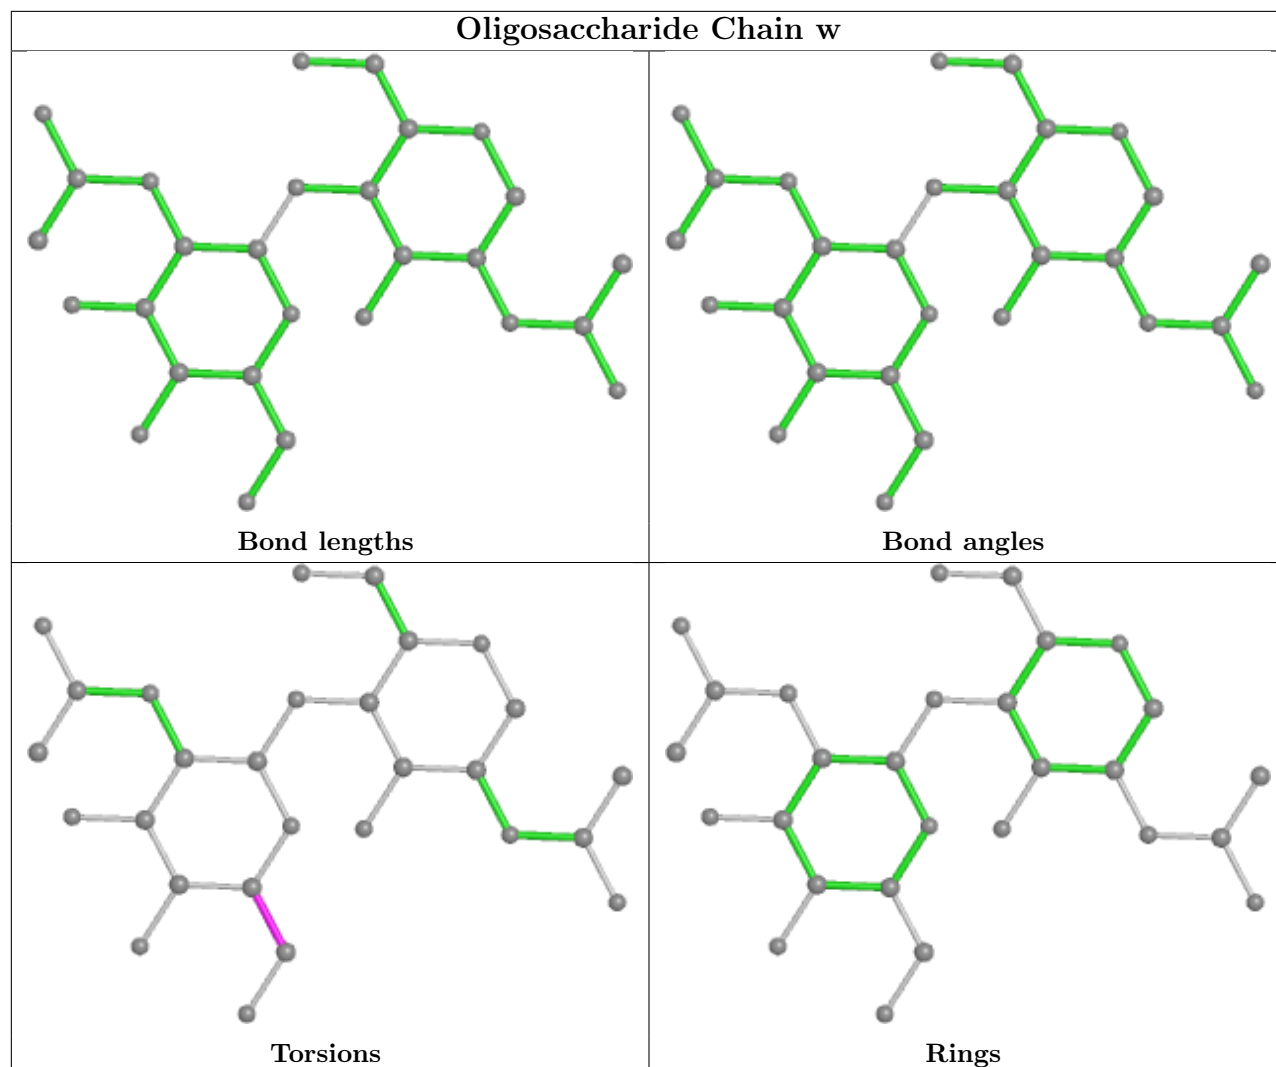 Oligosaccharide Chain w
Bond lengths
Bond angles
Torsions
Rings